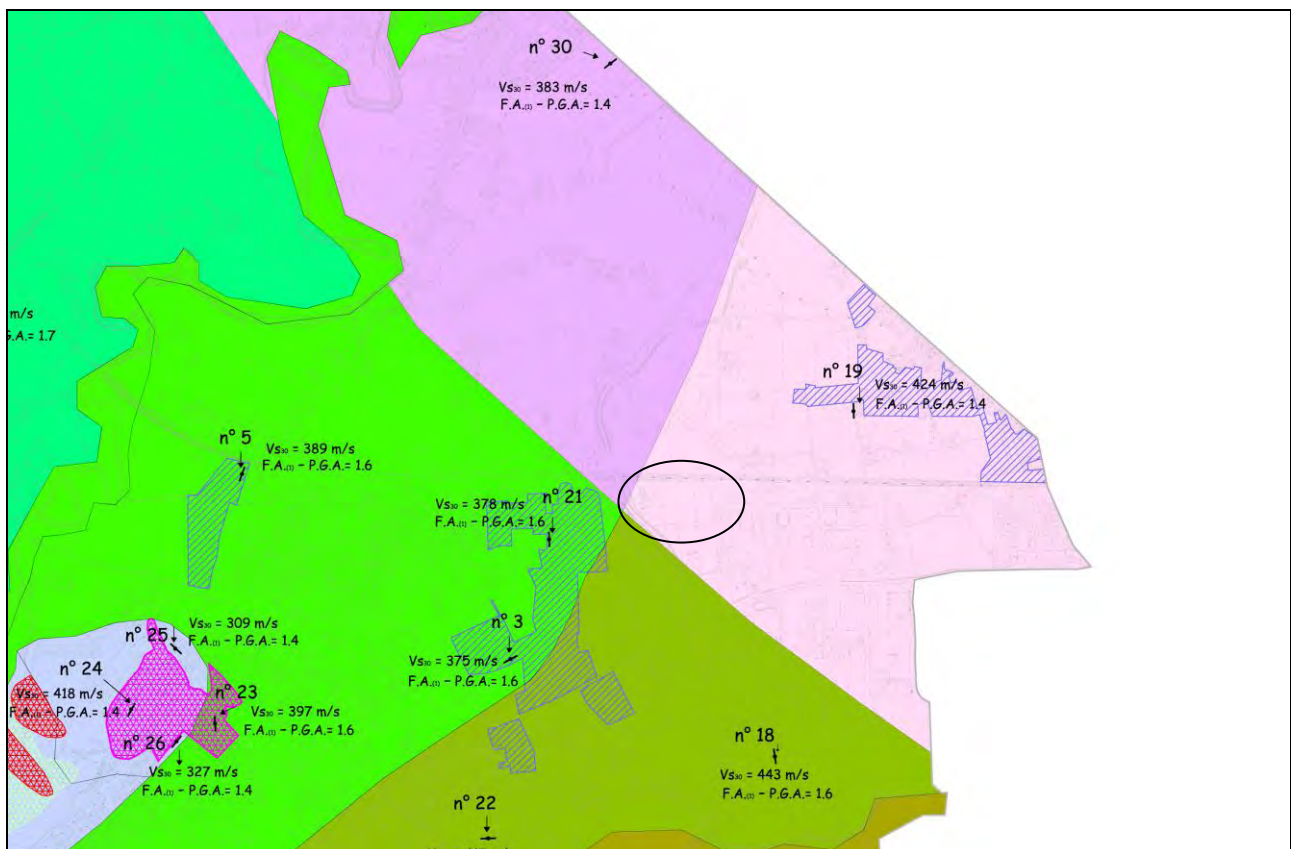 n° 30
Vs₃₀ = 383 m/s
F.A.₍₁₎ – P.G.A.= 1.4
m/s
G.A.= 1.7
n° 19
Vs₃₀ = 424 m/s
F.A.₍₁₎ – P.G.A.= 1.4
n° 5
Vs₃₀ = 389 m/s
F.A.₍₁₎ – P.G.A.= 1.6
n° 21
Vs₃₀ = 378 m/s
F.A.₍₁₎ – P.G.A.= 1.6
n° 25
Vs₃₀ = 309 m/s
F.A.₍₁₎ – P.G.A.= 1.4
n° 3
Vs₃₀ = 375 m/s
F.A.₍₁₎ – P.G.A.= 1.6
n° 24
Vs₃₀ = 418 m/s
F.A.₍₁₎ – P.G.A.= 1.4
n° 23
Vs₃₀ = 397 m/s
F.A.₍₁₎ – P.G.A.= 1.6
n° 26
Vs₃₀ = 327 m/s
F.A.₍₁₎ – P.G.A.= 1.4
n° 18
Vs₃₀ = 443 m/s
F.A.₍₁₎ – P.G.A.= 1.6
n° 22